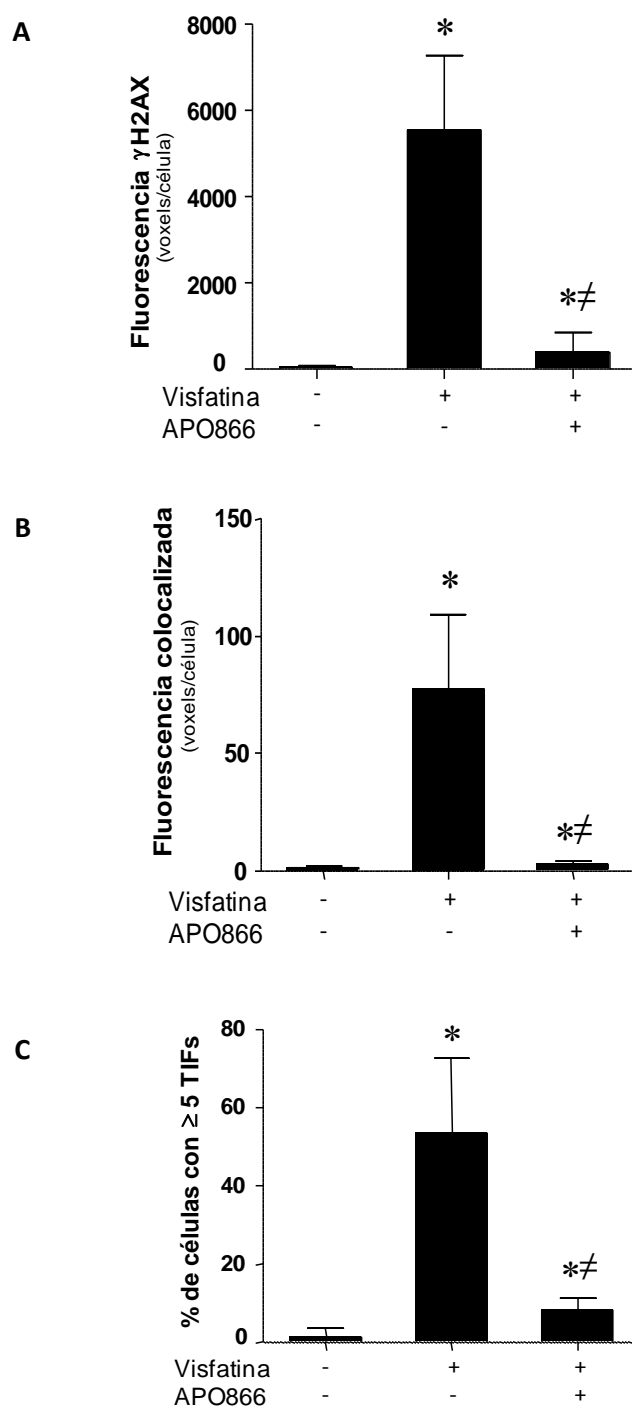 A
Fluorescencia γH2AX
(voxels/célula)
8000
6000
4000
2000
0
*
*≠
Visfatina - + +
APO866 - - +
B
Fluorescencia colocalizada
(voxels/célula)
150
100
50
0
*
*≠
Visfatina - + +
APO866 - - +
C
% de células con ≥ 5 TIFs
80
60
40
20
0
*
*≠
Visfatina - + +
APO866 - - +